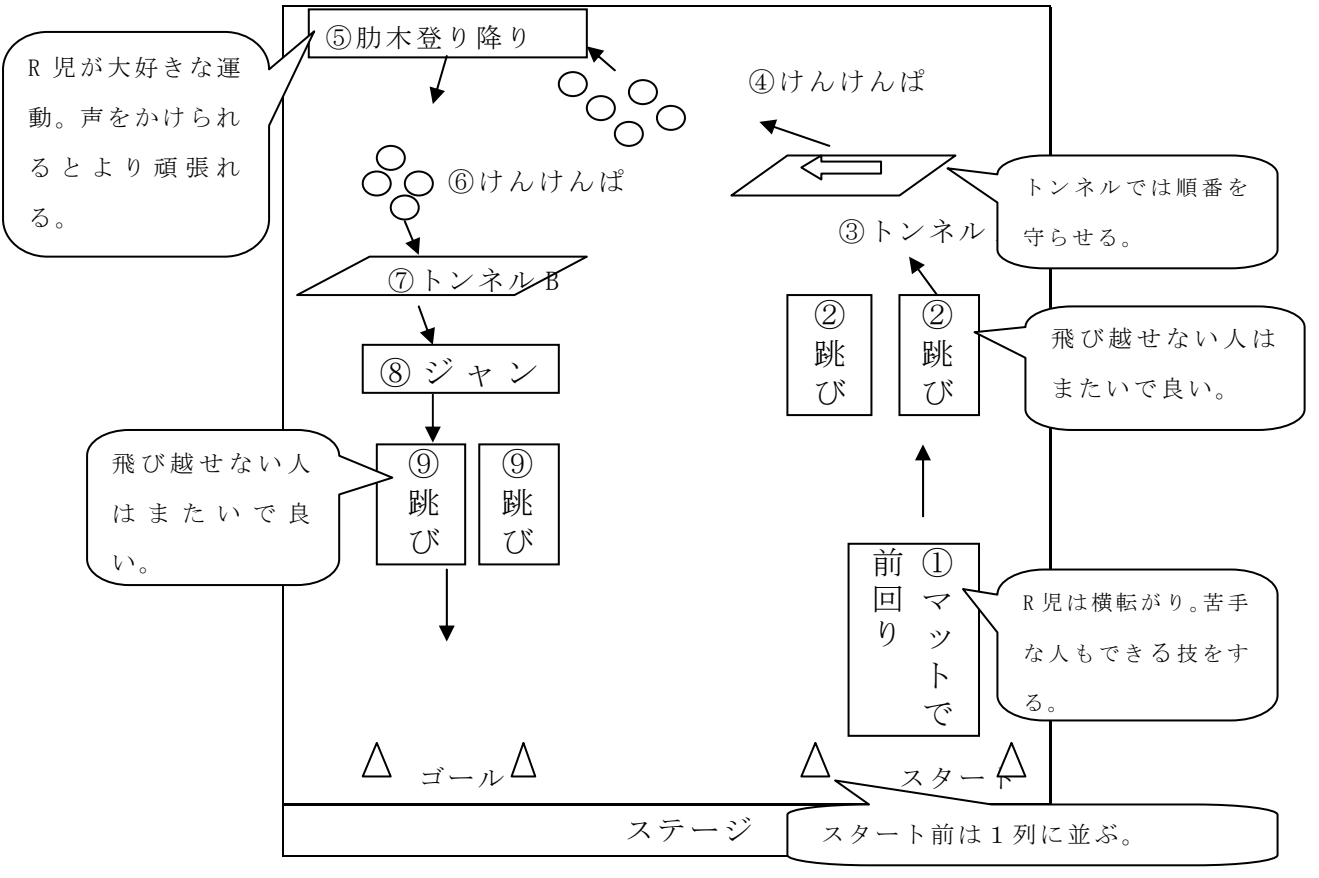 ⑤肋木登り降り
R児が大好きな運
動。声をかけられ
るとより頑張れ
る。
④けんけんぱ
⑥けんけんぱ
トンネルでは順番を
守らせる。
③トンネル
⑦トンネルB
②跳び
②跳び
飛び越せない人は
またいで良い。
⑧ジャン
飛び越せない人
はまたいで良
い。
⑨跳び
⑨跳び
①マットで
前回り
R児は横転がり。苦手
な人もできる技をす
る。
ゴール
スタート
ステージ
スタート前は1列に並ぶ。